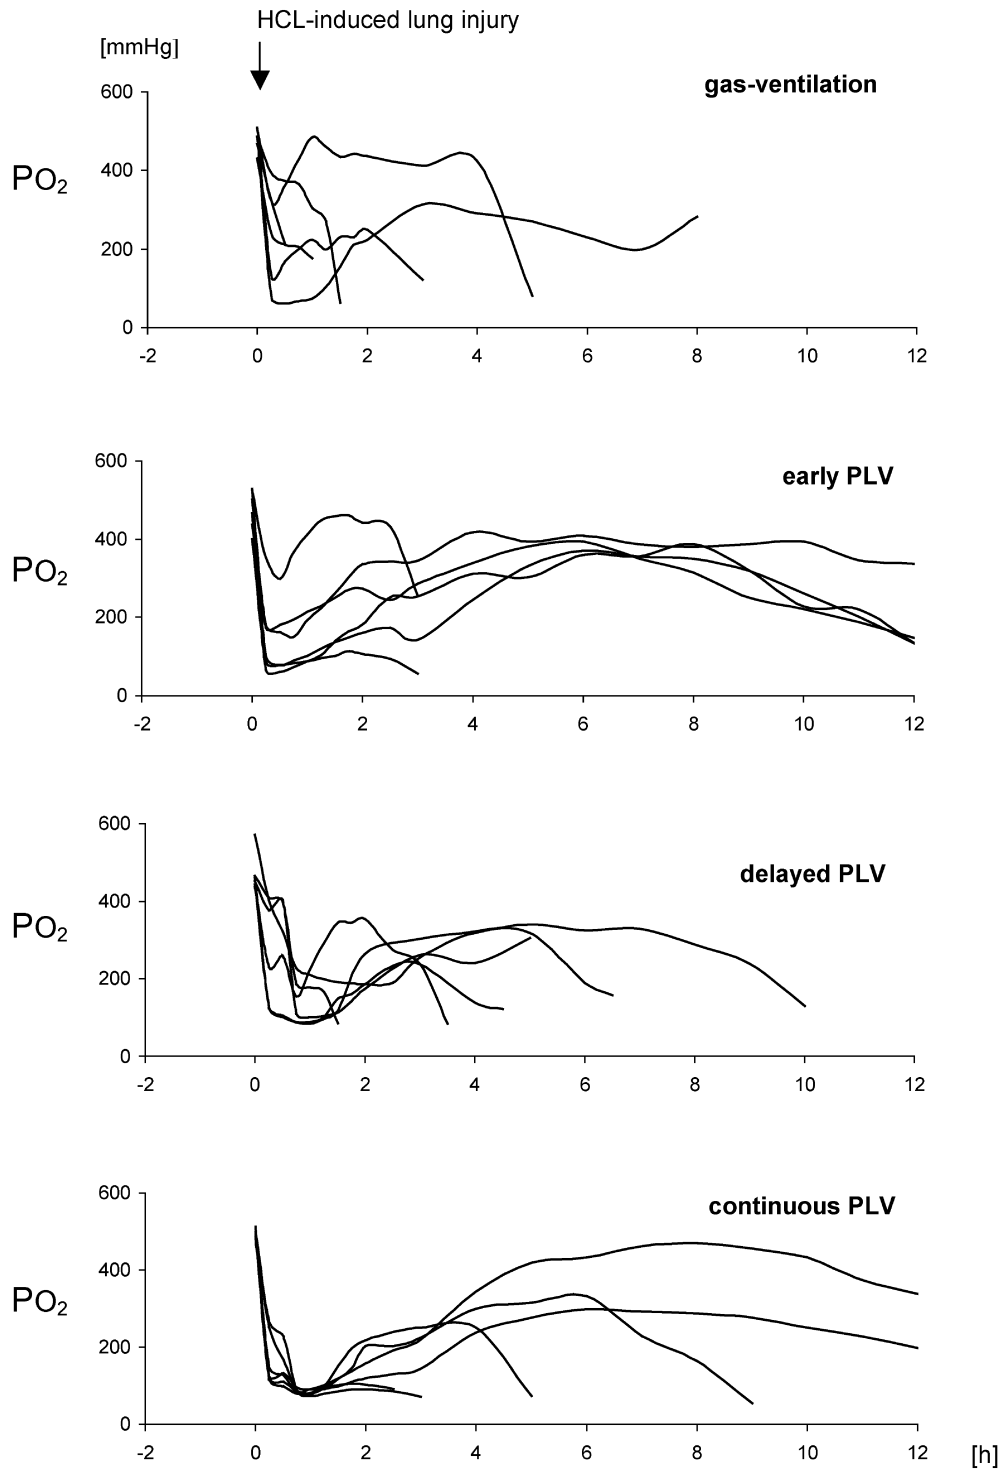 HCL-induced lung injury
[mmHg]
600
gas-ventilation
400
PO2
200
0
-2 0 2 4 6 8 10 12
600
early PLV
400
PO2
200
0
-2 0 2 4 6 8 10 12
600
delayed PLV
400
PO2
200
0
-2 0 2 4 6 8 10 12
600
continuous PLV
400
PO2
200
0
-2 0 2 4 6 8 10 12 [h]